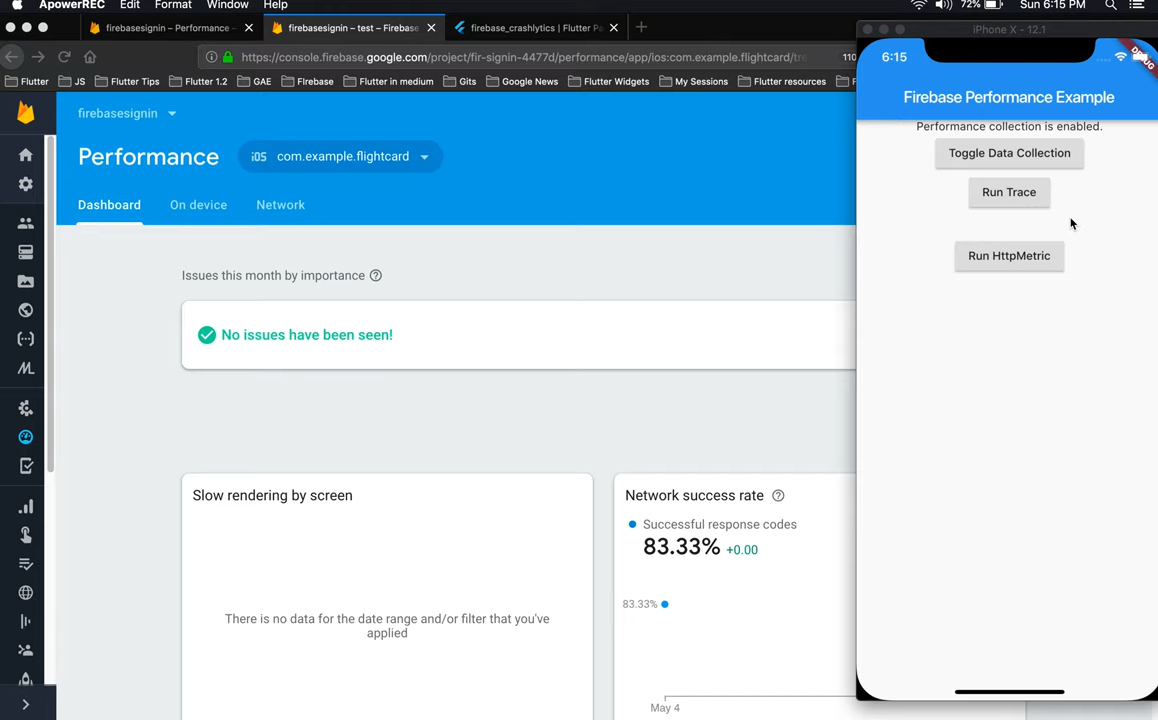 ApowerREC Edit Format Window Help 72% Sun 6:15 PM
firebasesignin – Performance – firebasesignin – test – Firebase firebase_crashlytics | Flutter Pa
https://console.firebase.google.com/project/fir-signin-4477d/performance/app/ios:com.example.flightcard/tre 110
Flutter JS Flutter Tips Flutter 1.2 GAE FIrebase Flutter in medium Gits Google News Flutter Widgets My Sessions Flutter resources F
firebasesignin
Performance iOS com.example.flightcard
Dashboard On device Network
Issues this month by importance
No issues have been seen!
Slow rendering by screen
There is no data for the date range and/or filter that you've
applied
Network success rate
Successful response codes
83.33% +0.00
83.33%
May 4
iPhone X - 12.1
6:15
DEBUG
Firebase Performance Example
Performance collection is enabled.
Toggle Data Collection
Run Trace
Run HttpMetric